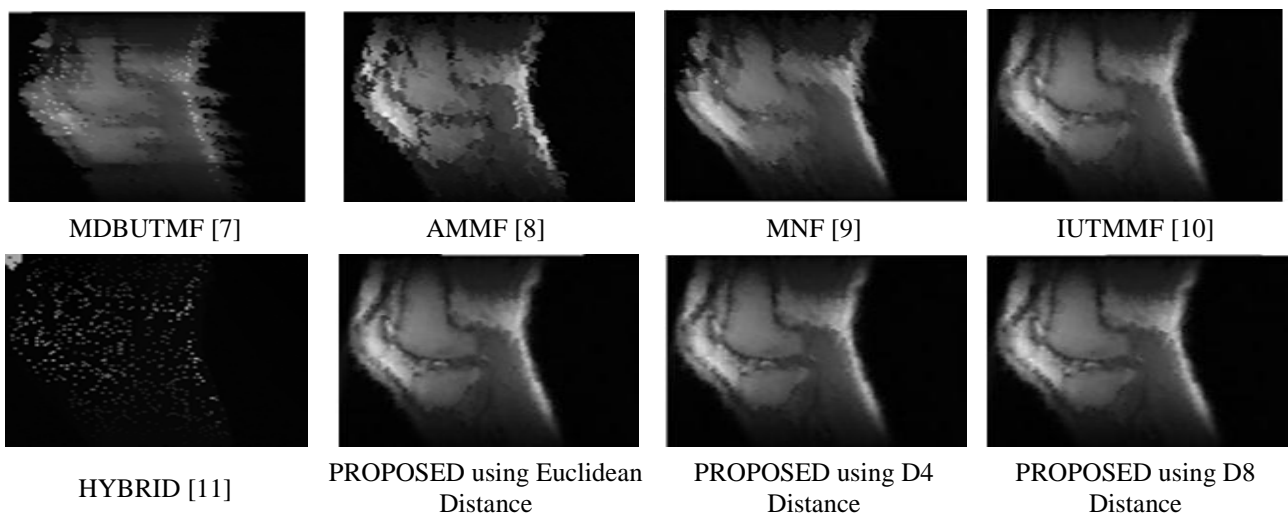 MDBUTMF [7]
AMMF [8]
MNF [9]
IUTMMF [10]
HYBRID [11]
PROPOSED using Euclidean
Distance
PROPOSED using D4
Distance
PROPOSED using D8
Distance